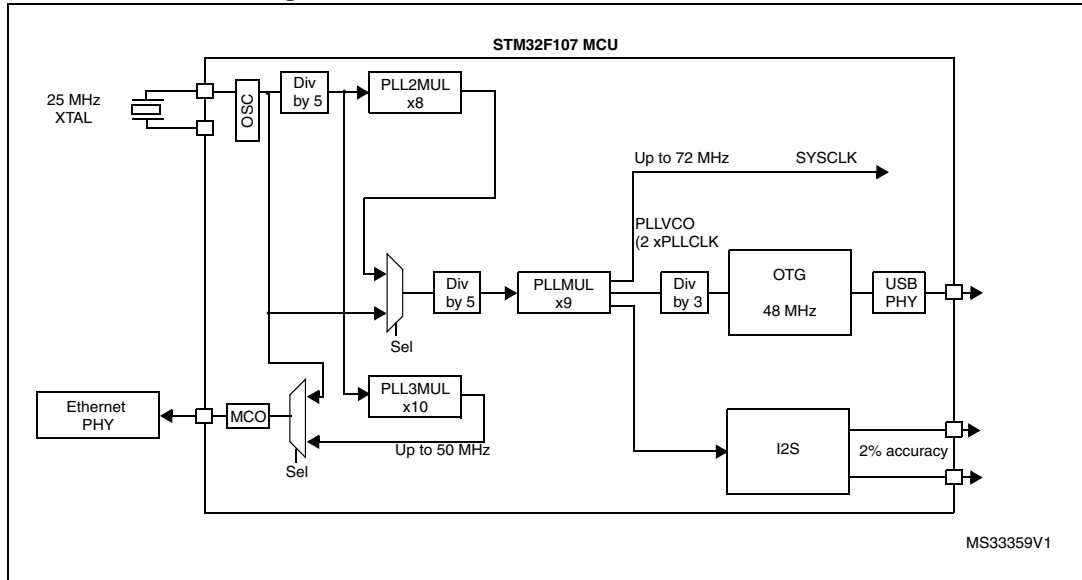 STM32F107 MCU
25 MHz
XTAL
OSC
Div
by 5
PLL2MUL
x8
Up to 72 MHz
SYSCLK
PLLVCO
(2 xPLLCLK
Sel
Div
by 5
PLLMUL
x9
Div
by 3
OTG
48 MHz
USB
PHY
Ethernet
PHY
MCO
Sel
PLL3MUL
x10
Up to 50 MHz
I2S
2% accuracy
MS33359V1